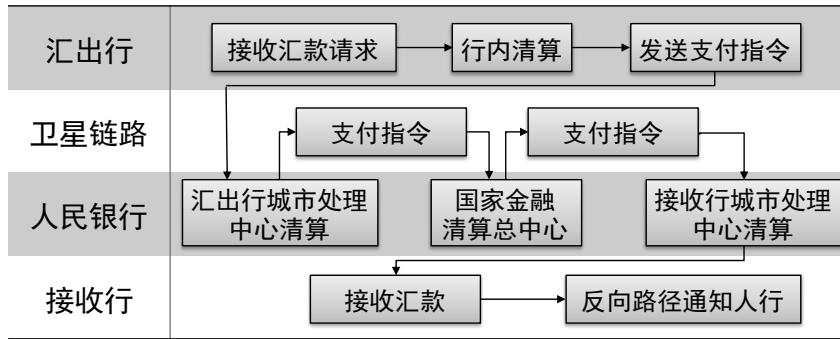 汇出行
接收汇款请求
行内清算
发送支付指令
卫星链路
支付指令
支付指令
人民银行
汇出行城市处理
中心清算
国家金融
清算总中心
接收行城市处理
中心清算
接收行
接收汇款
反向路径通知人行